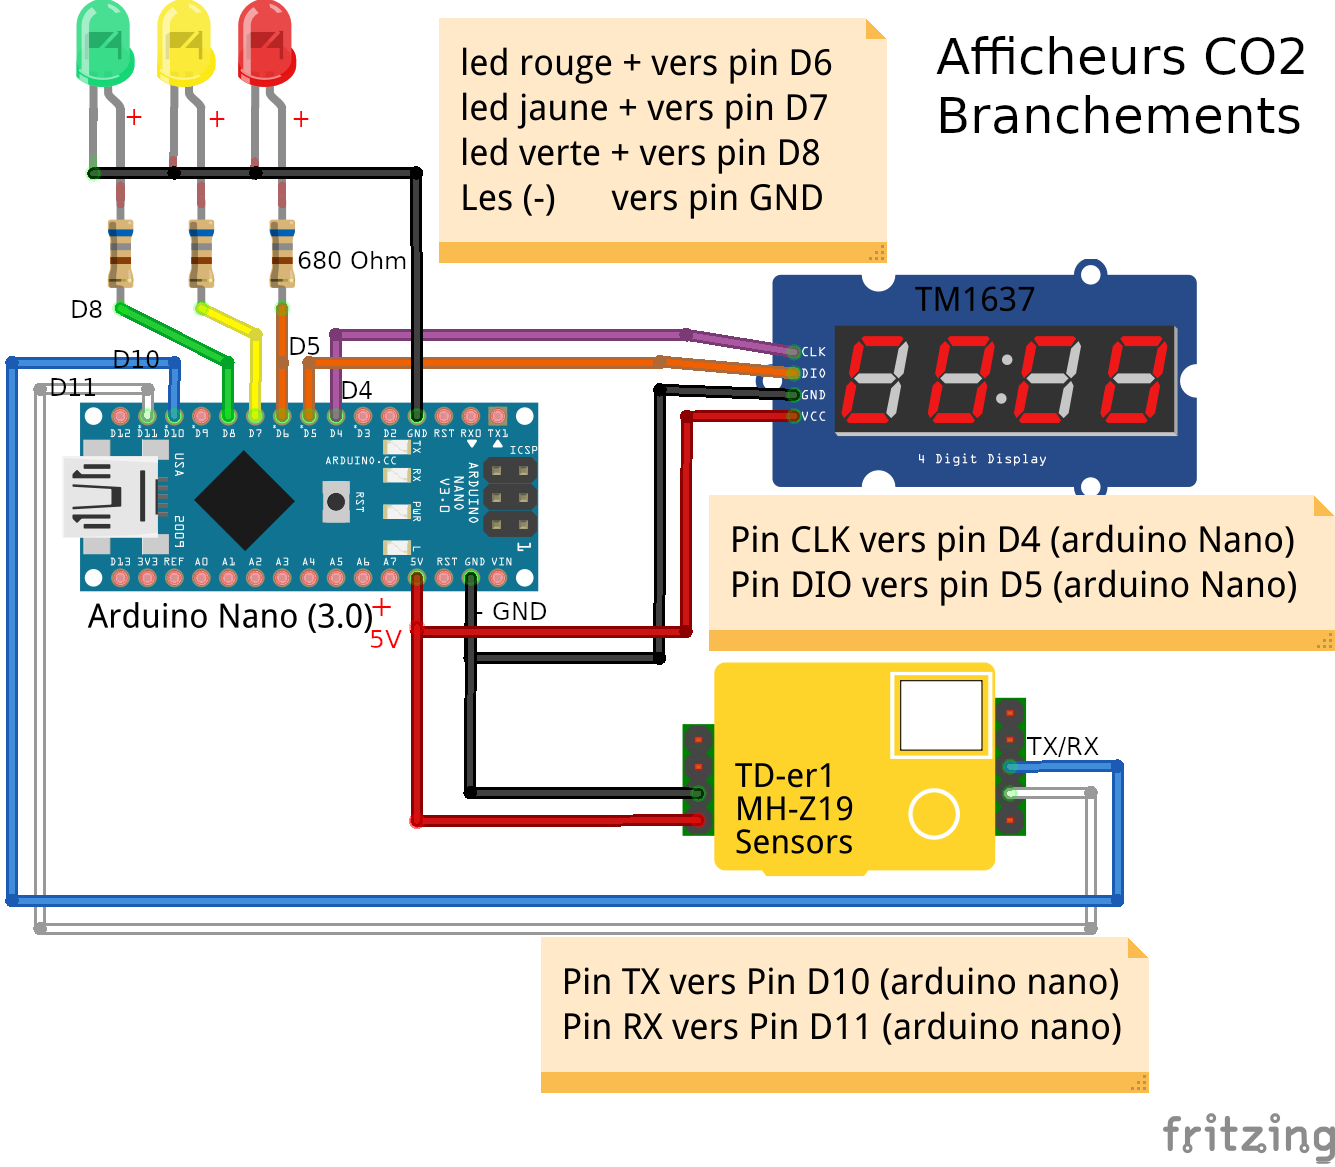 led rouge + vers pin D6
led jaune + vers pin D7
led verte + vers pin D8
Les (-) vers pin GND
Afficheurs CO2
Branchements
+
+
+
680 Ohm
D8
D10
D11
D5
D4
TM1637
CLK
DIO
GND
VCC
4 Digit Display
D12 D11 D10 D9 D8 D7 D6 D5 D4 D3 D2 GND RST RX0 TX1
ICSP
ARDUINO.CC
TX
RX
PWR
L
RST
USA
2005
ARDUINO
NANO
V3.0
1
D13 3V3 REF A0 A1 A2 A3 A4 A5 A6 A7 5V RST GND VIN
Arduino Nano (3.0)
+
5V
- GND
Pin CLK vers pin D4 (arduino Nano)
Pin DIO vers pin D5 (arduino Nano)
TD-er1
MH-Z19
Sensors
TX/RX
Pin TX vers Pin D10 (arduino nano)
Pin RX vers Pin D11 (arduino nano)
fritzing